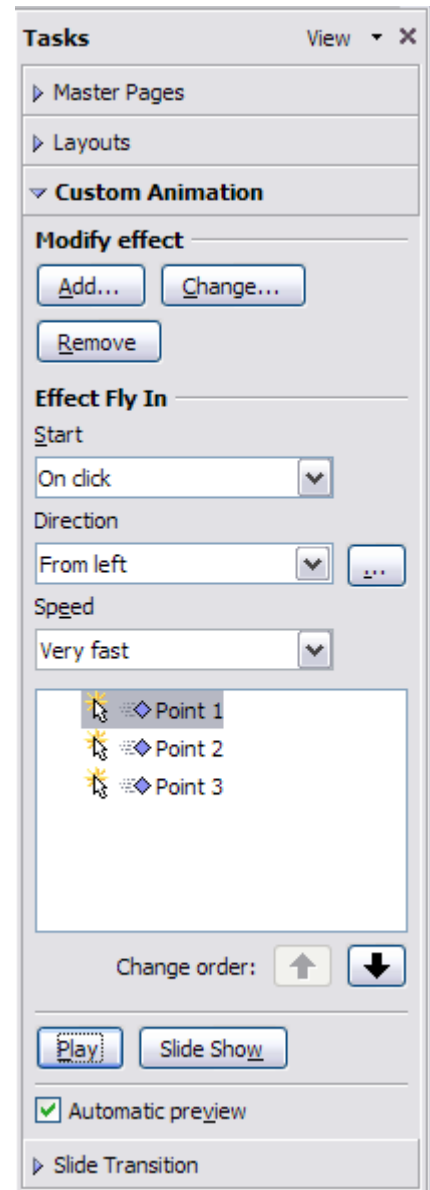 Tasks View
Master Pages
Layouts
Custom Animation
Modify effect
Add... Change...
Remove
Effect Fly In
Start
On click
Direction
From left ...
Speed
Very fast
Point 1
Point 2
Point 3
Change order:
Play Slide Show
Automatic preview
Slide Transition